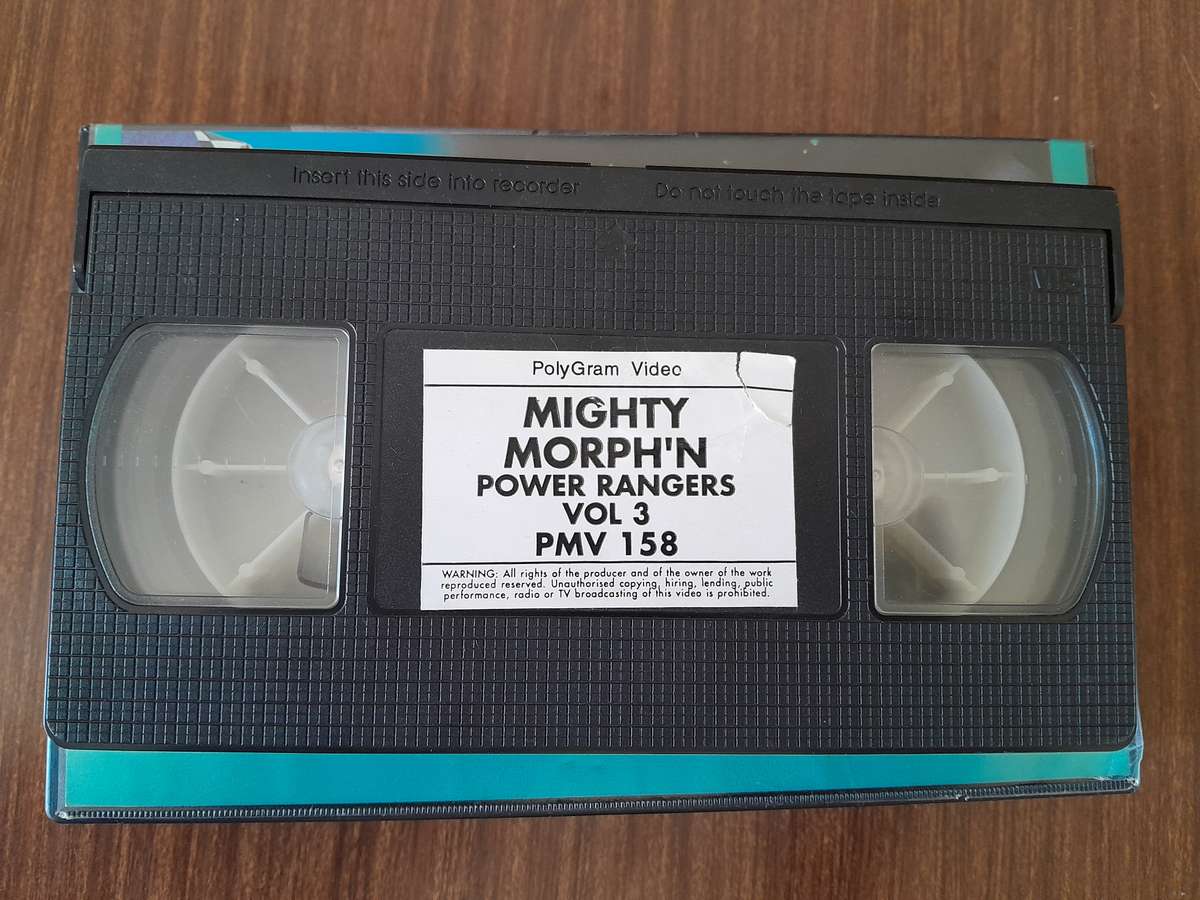 Insert this side into recorder Do not touch the tape inside
PolyGram Video
MIGHTY
MORPH'N
POWER RANGERS
VOL 3
PMV 158
WARNING: All rights of the producer and of the owner of the work
reproduced reserved. Unauthorised copying, hiring, lending, public
performance, radio or TV broadcasting of this video is prohibited.